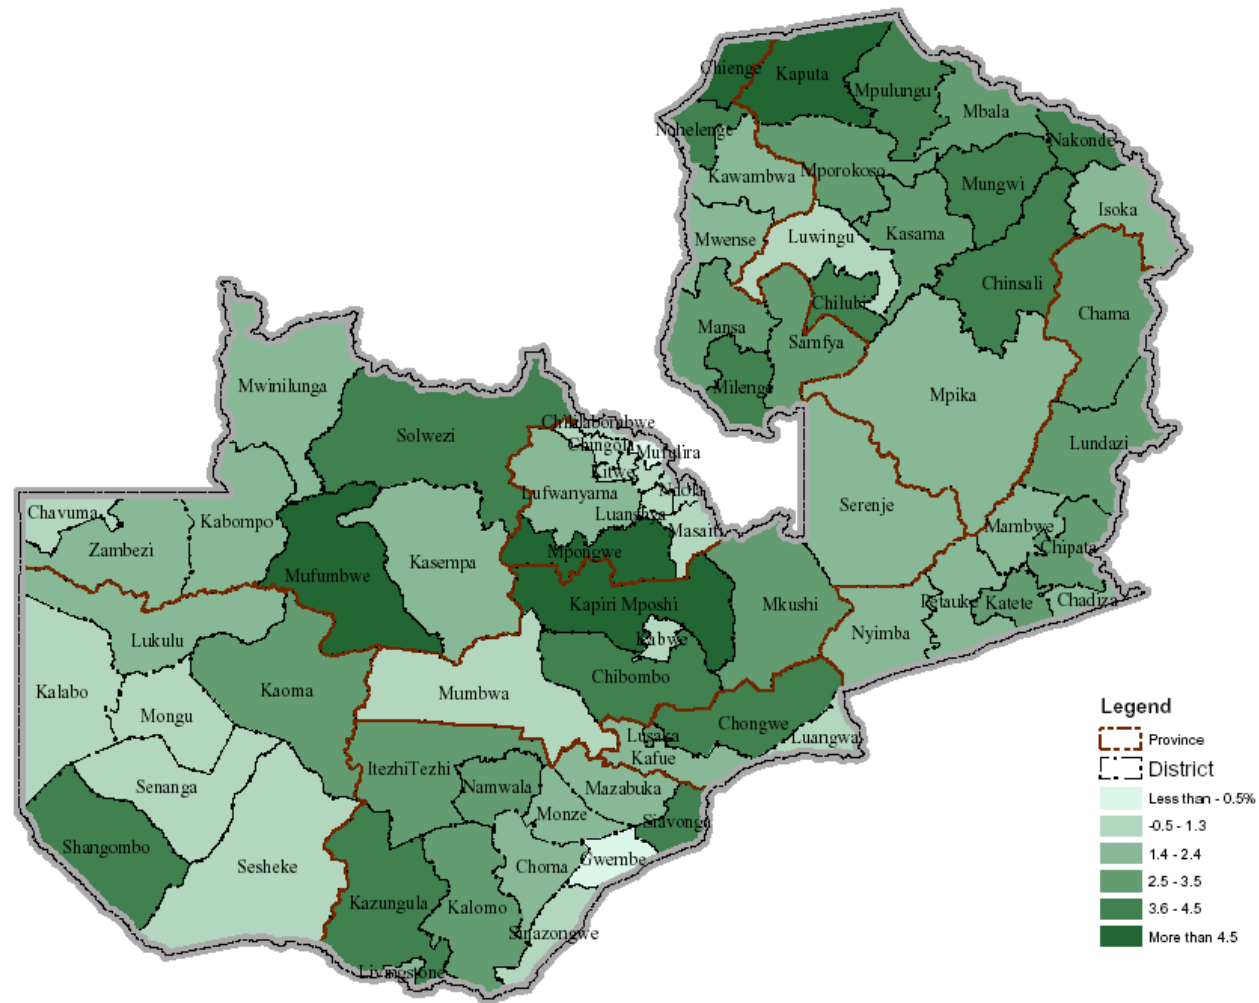 Chienge
Kaputa
Mpulungu
Mbala
Nchelenge
Nakonde
Kawambwa
Mporokoso
Mungwi
Isoka
Mwense
Luwingu
Kasama
Chinsali
Chilubi
Chama
Mansa
Samfya
Milenge
Mpika
Mwinilunga
Solwezi
Lundazi
Chililabombwe
Chingola
Mufulira
Kitwe
Lufwanyama
Ndola
Luanshya
Masaiti
Serenje
Mambwe
Chavuma
Kabompo
Zambezi
Mpongwe
Chipata
Kasempa
Mufumbwe
Kapiri Mposhi
Mkushi
Petauke
Katete
Chadiza
Nyimba
Lukulu
Kabwe
Chibombo
Kalabo
Kaoma
Mumbwa
Mongu
Chongwe
Lusaka
Luangwa
Kafue
ItezhiTezhi
Namwala
Mazabuka
Senanga
Monze
Siavonga
Shangombo
Sesheke
Choma
Gwembe
Kazungula
Kalomo
Sinazongwe
Livingstone
Legend
Province
District
Less than - 0.5%
-0.5 - 1.3
1.4 - 2.4
2.5 - 3.5
3.6 - 4.5
More than 4.5